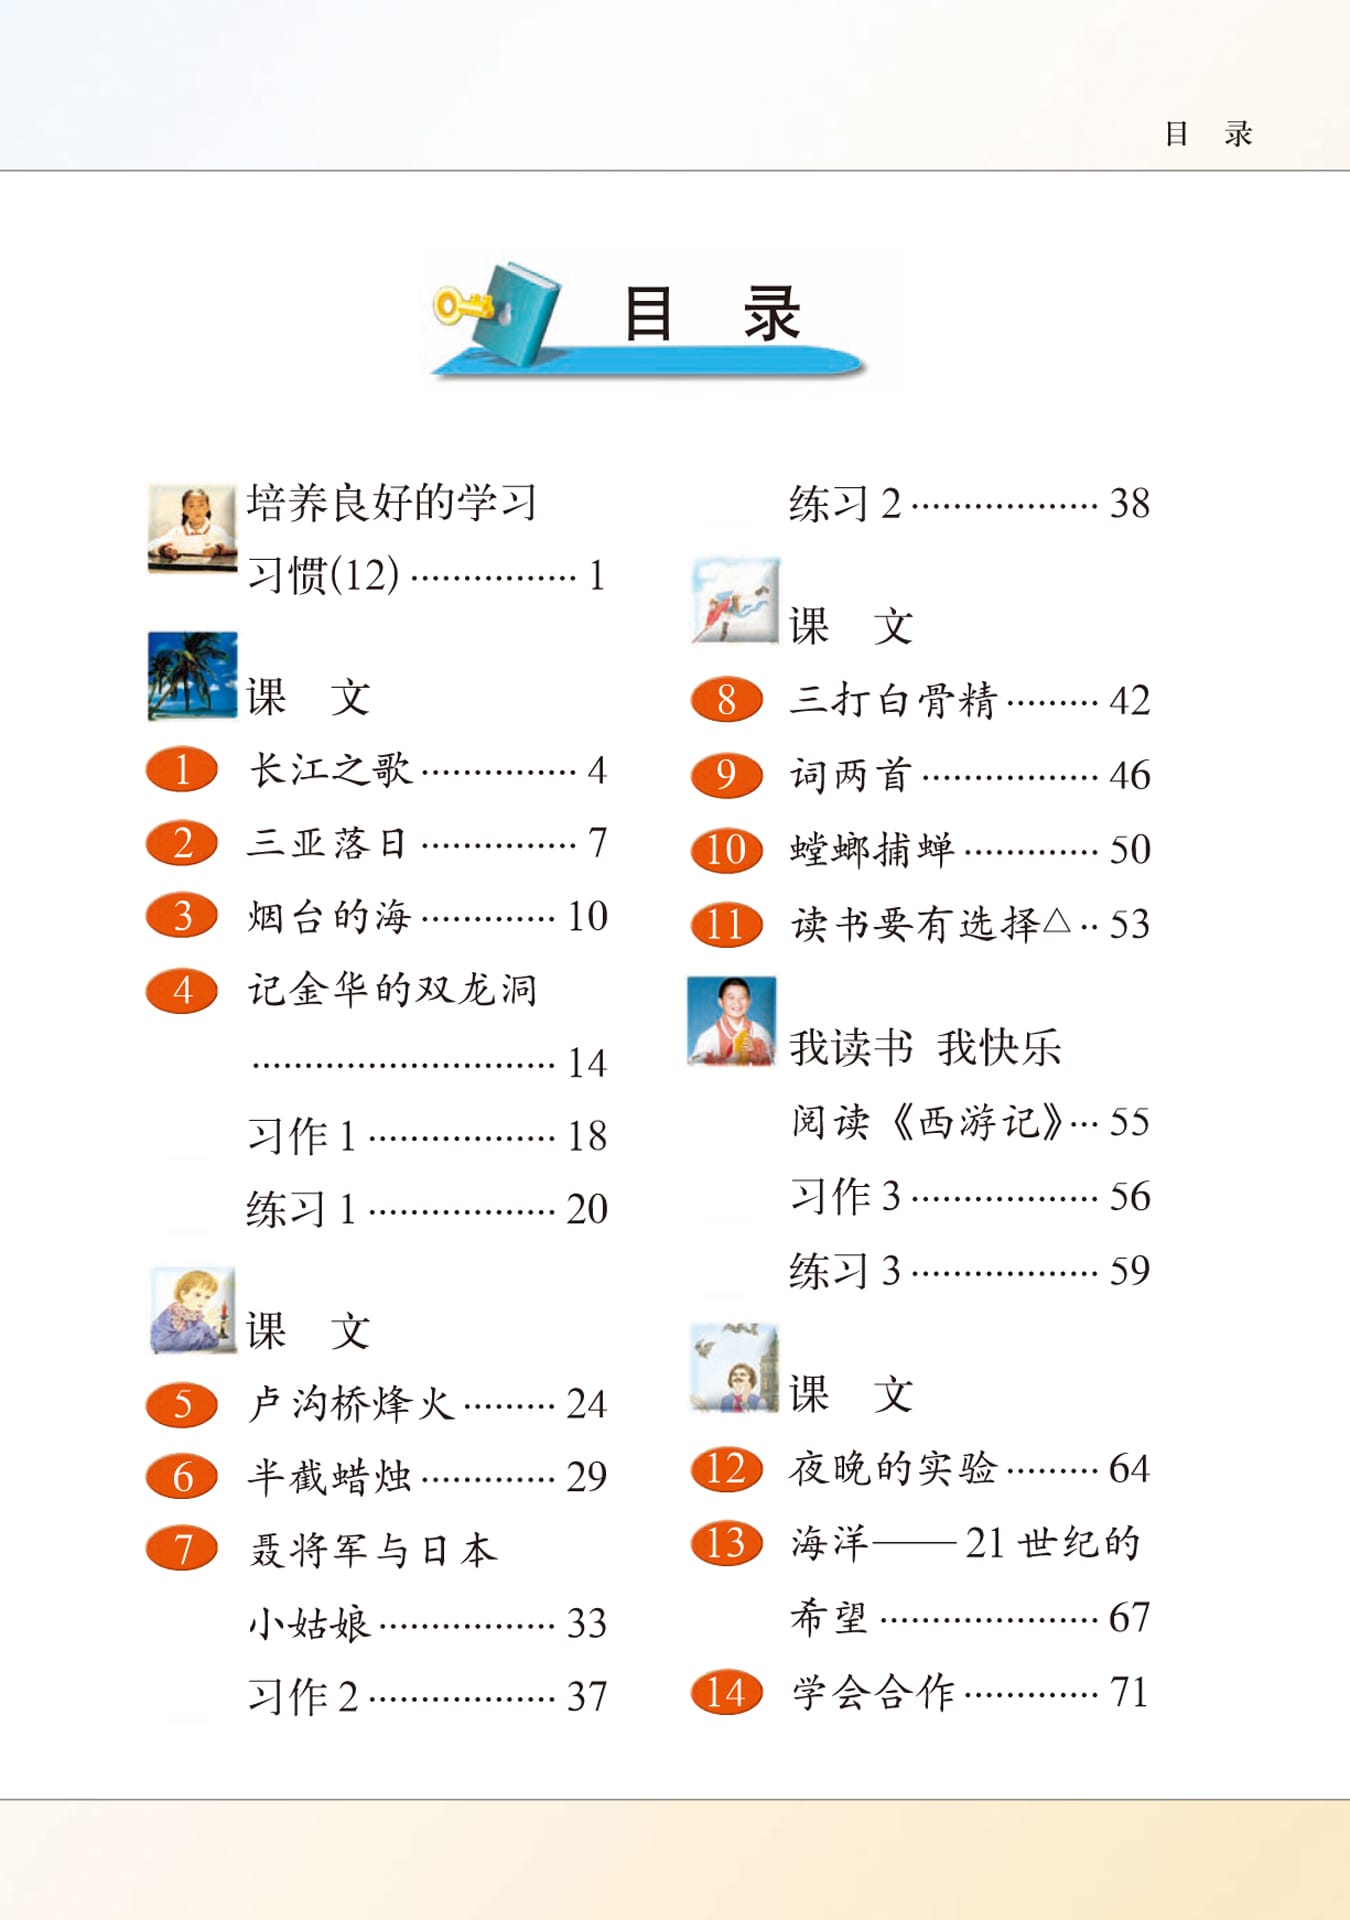 目 录
目 录
培养良好的学习
习惯(12)················ 1
课 文
1 长江之歌··············· 4
2 三亚落日··············· 7
3 烟台的海············· 10
4 记金华的双龙洞
····························· 14
习作 1 ·················· 18
练习 1 ·················· 20
课 文
5 卢沟桥烽火········· 24
6 半截蜡烛············· 29
7 聂将军与日本
小姑娘················· 33
习作 2 ·················· 37
练习 2 ·················· 38
课 文
8 三打白骨精········· 42
9 词两首················· 46
10 螳螂捕蝉············· 50
11 读书要有选择△·· 53
我读书 我快乐
阅读《西游记》··· 55
习作 3 ·················· 56
练习 3 ·················· 59
课 文
12 夜晚的实验········· 64
13 海洋——21 世纪的
希望····················· 67
14 学会合作············· 71